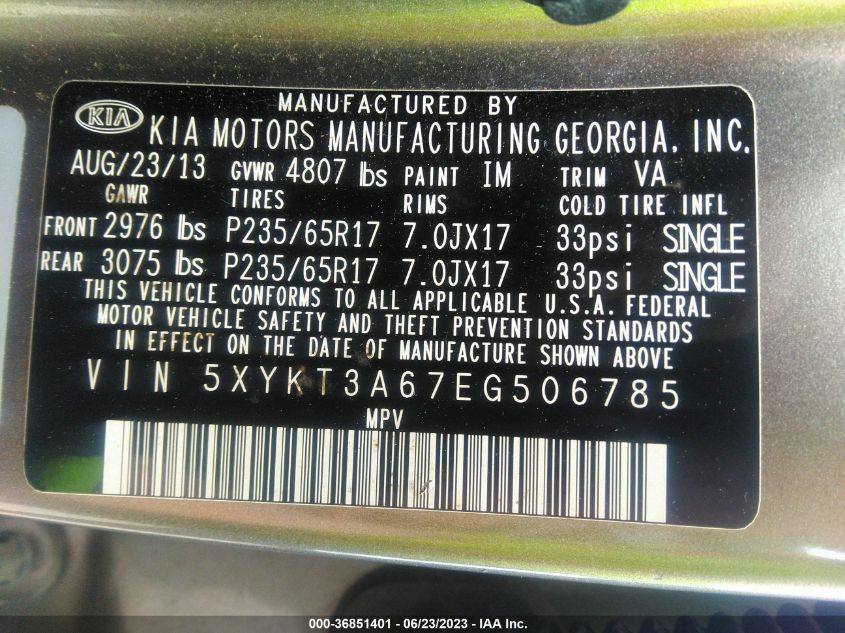 MANUFACTURED BY
KIA KIA MOTORS MANUFACTURING GEORGIA, INC.
AUG/23/13 GVWR 4807 lbs PAINT IM TRIM VA
GAWR TIRES RIMS COLD TIRE INFL
FRONT 2976 lbs P235/65R17 7.0JX17 33psi SINGLE
REAR 3075 lbs P235/65R17 7.0JX17 33psi SINGLE
THIS VEHICLE CONFORMS TO ALL APPLICABLE U.S.A. FEDERAL
MOTOR VEHICLE SAFETY AND THEFT PREVENTION STANDARDS
IN EFFECT ON THE DATE OF MANUFACTURE SHOWN ABOVE
VIN 5XYKT3A67EG506785
MPV
000-36851401 - 06/23/2023 - IAA Inc.